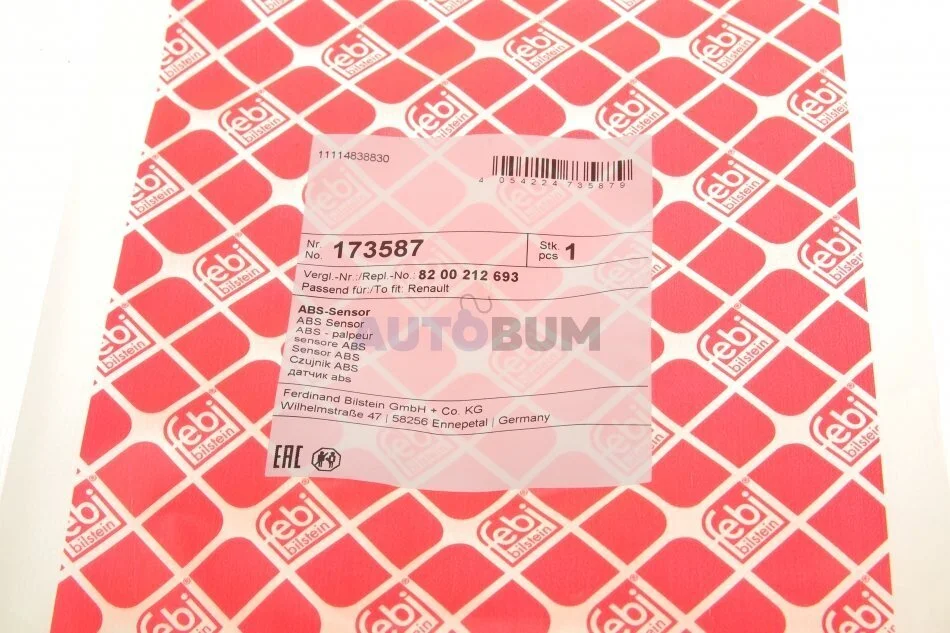 11114838830
4 054224 735879
Nr.
No. 173587
Stk.
pcs 1
Vergl.-Nr.:/Repl.-No.: 82 00 212 693
Passend für:/To fit: Renault
ABS-Sensor
ABS Sensor
ABS - palpeur
sensore ABS
Sensor ABS
Czujnik ABS
датчик abs
AUTOBUM
Ferdinand Bilstein GmbH + Co. KG
Wilhelmstraße 47 | 58256 Ennepetal | Germany
EAC
febi
bilstein